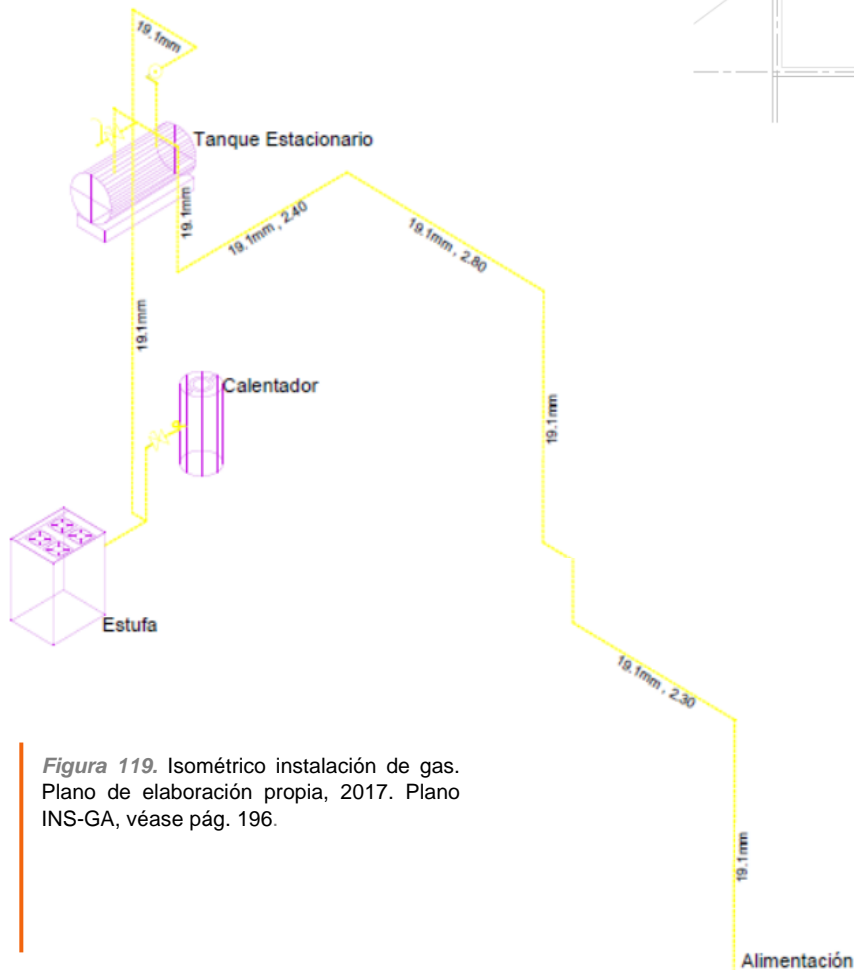 19.1mm
Tanque Estacionario
19.1mm
19.1mm , 2.40
19.1mm , 2.80
19.1mm
Calentador
19.1mm
Estufa
19.1mm , 2.30
Figura 119. Isométrico instalación de gas.
Plano de elaboración propia, 2017. Plano
INS-GA, véase pág. 196.
19.1mm
Alimentación